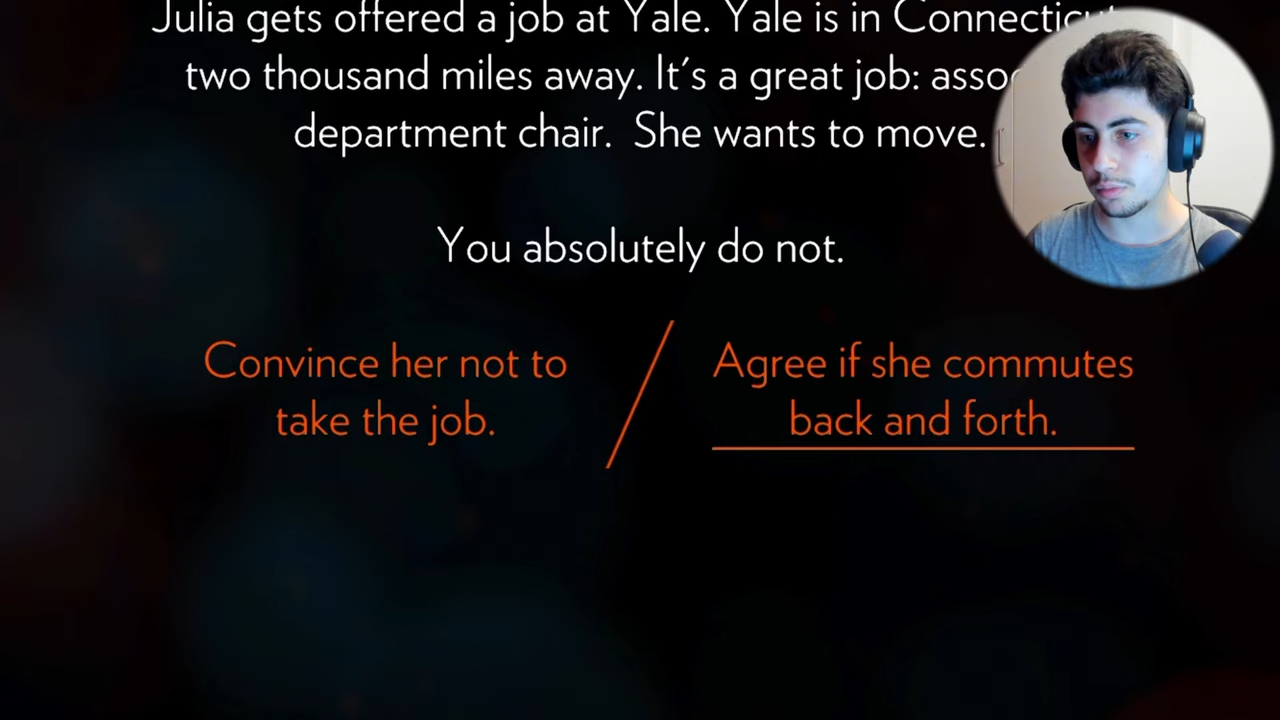 Julia gets offered a job at Yale. Yale is in
two thousand miles away. It's a great job:
department chair. She wants to move.
You absolutely do not.
Convince her not to
take the job.
Agree if she commutes
back and forth.